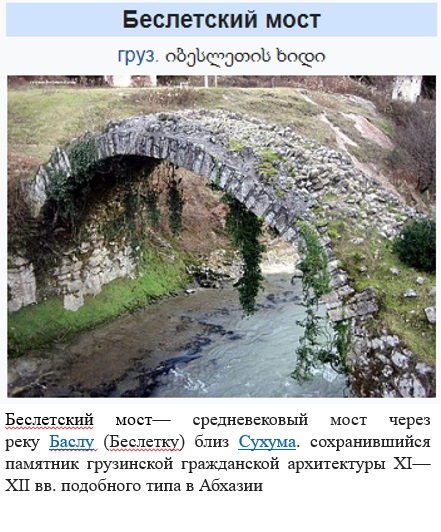 Беслетский мост
груз. იბესლეთის ხიდი
Беслетский мост— средневековый мост через
реку Баслу (Беслетку) близ Сухума. сохранившийся
памятник грузинской гражданской архитектуры XI—
XII вв. подобного типа в Абхазии